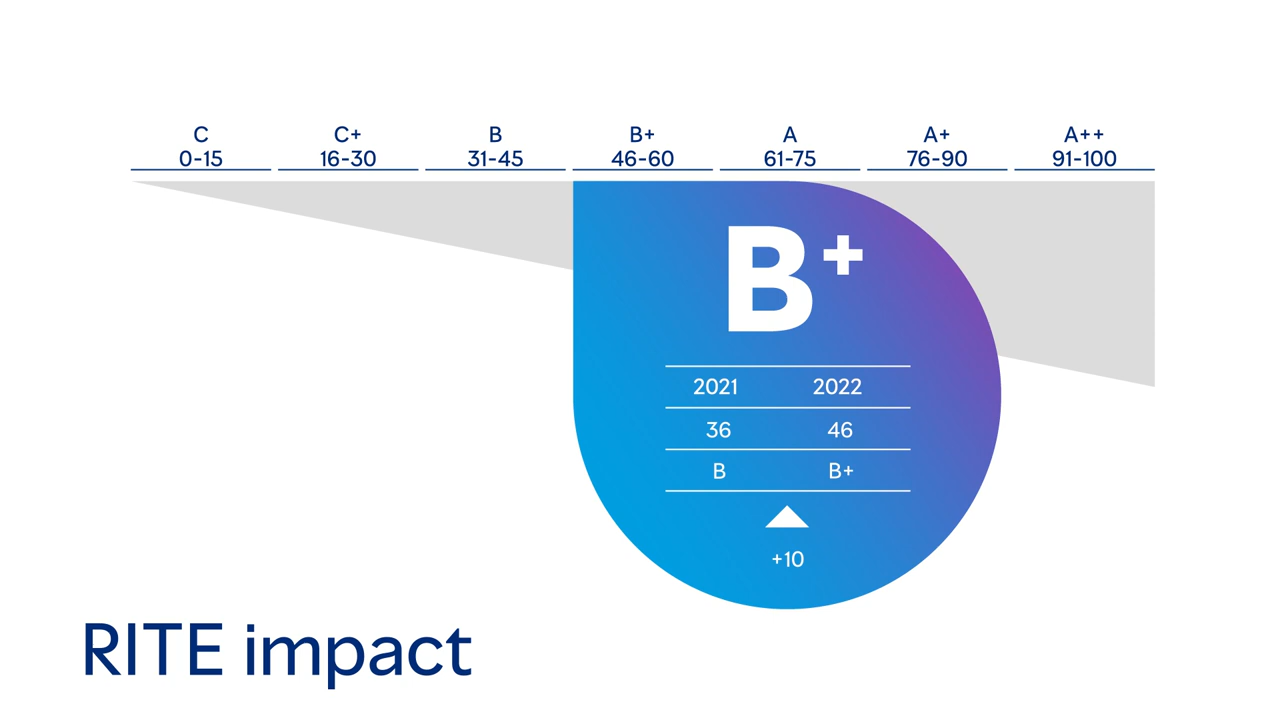 C C+ B B+ A A+ A++
0-15 16-30 31-45 46-60 61-75 76-90 91-100
B+
2021 2022
36 46
B B+
+10
RITE impact